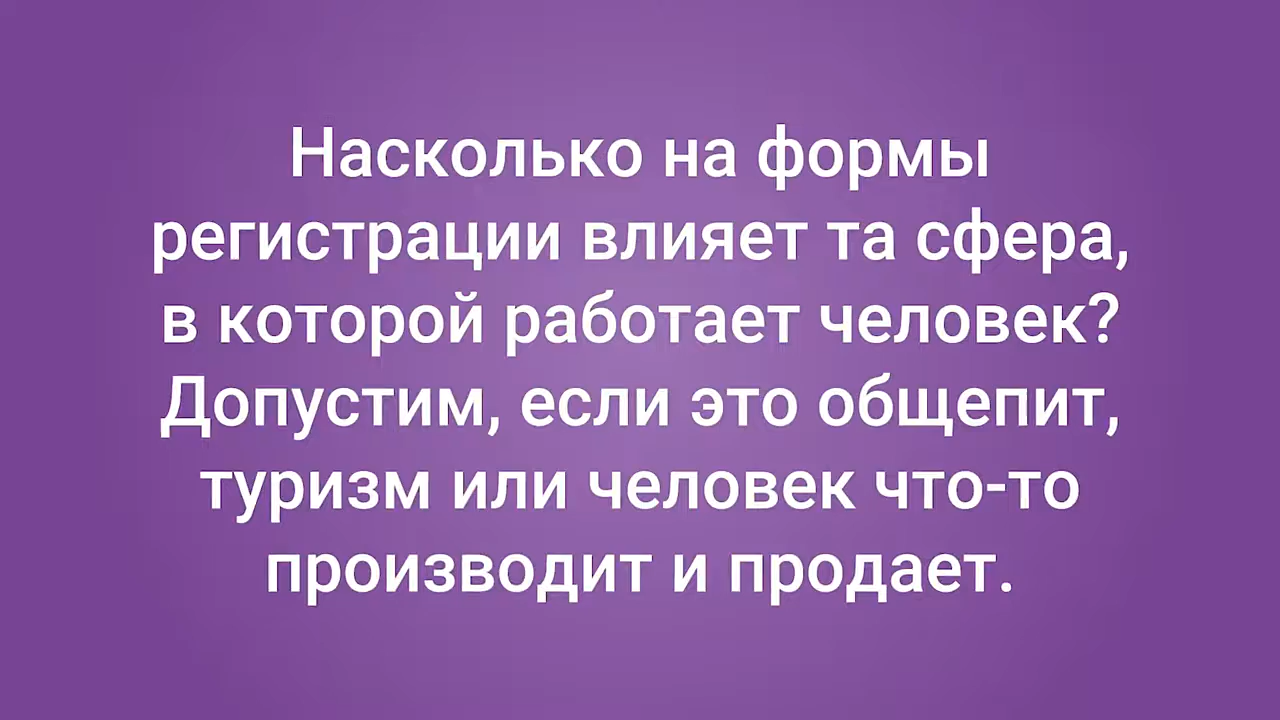 Насколько на формы
регистрации влияет та сфера,
в которой работает человек?
Допустим, если это общепит,
туризм или человек что-то
производит и продает.